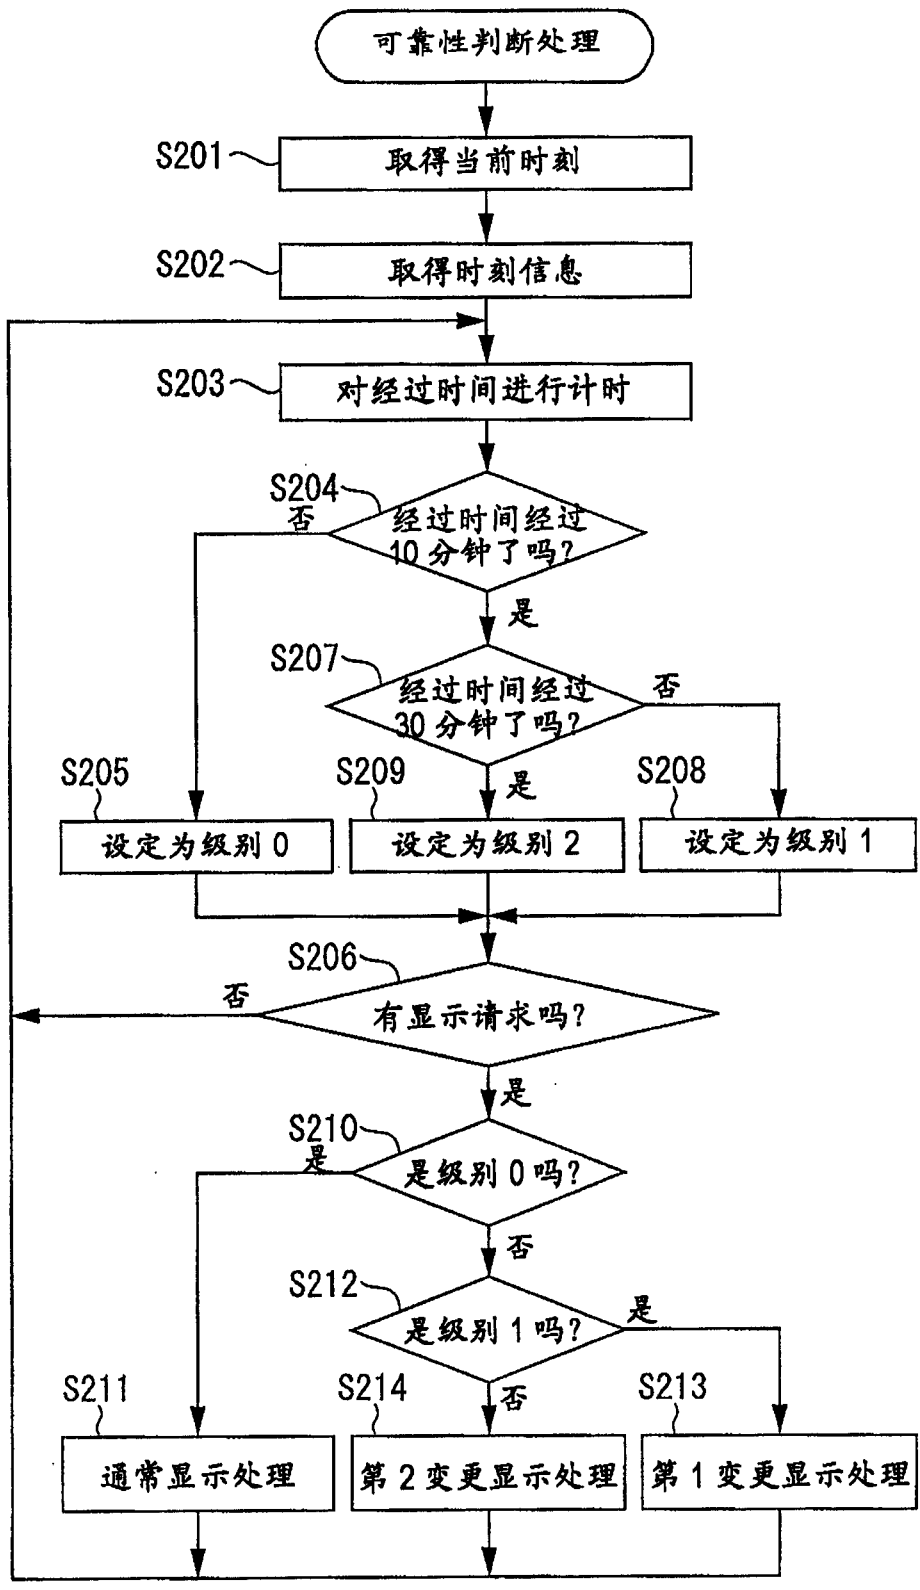 可靠性判断处理
S201
取得当前时刻
S202
取得时刻信息
S203
对经过时间进行计时
S204
否
经过时间经过
10分钟了吗？
是
S207
经过时间经过
30分钟了吗？
否
是
S205
S209
S208
设定为级别0
设定为级别2
设定为级别1
S206
否
有显示请求吗？
是
S210
是
是级别0吗？
否
S212
是级别1吗？
是
否
S211
S214
S213
通常显示处理
第2变更显示处理
第1变更显示处理